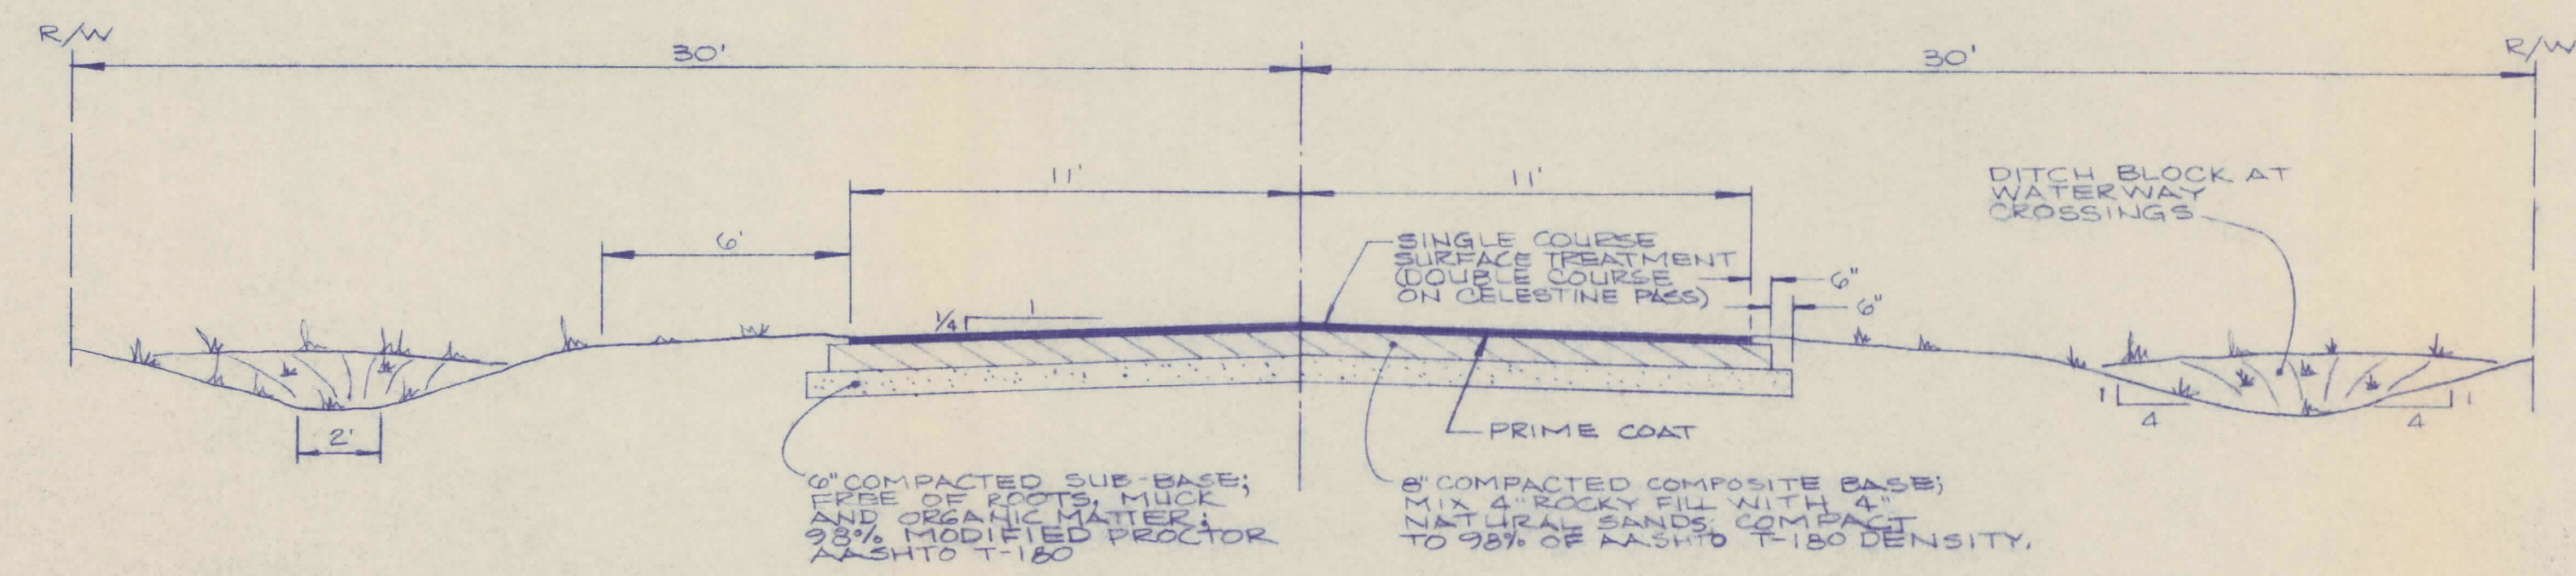 R/W
R/W
30'
30'
11'
11'
DITCH BLOCK AT
WATERWAY
CROSSINGS
6'
SINGLE COURSE
SURFACE TREATMENT
(DOUBLE COURSE
ON CELESTINE PASS)
6"
6"
1/4
1
1
4
4
1
2'
PRIME COAT
6" COMPACTED SUB-BASE;
FREE OF ROOTS, MUCK
AND ORGANIC MATTER;
98% MODIFIED PROCTOR
AASHTO T-180
8" COMPACTED COMPOSITE BASE;
MIX 4" ROCKY FILL WITH 4"
NATURAL SANDS, COMPACT
TO 98% OF AASHTO T-180 DENSITY.